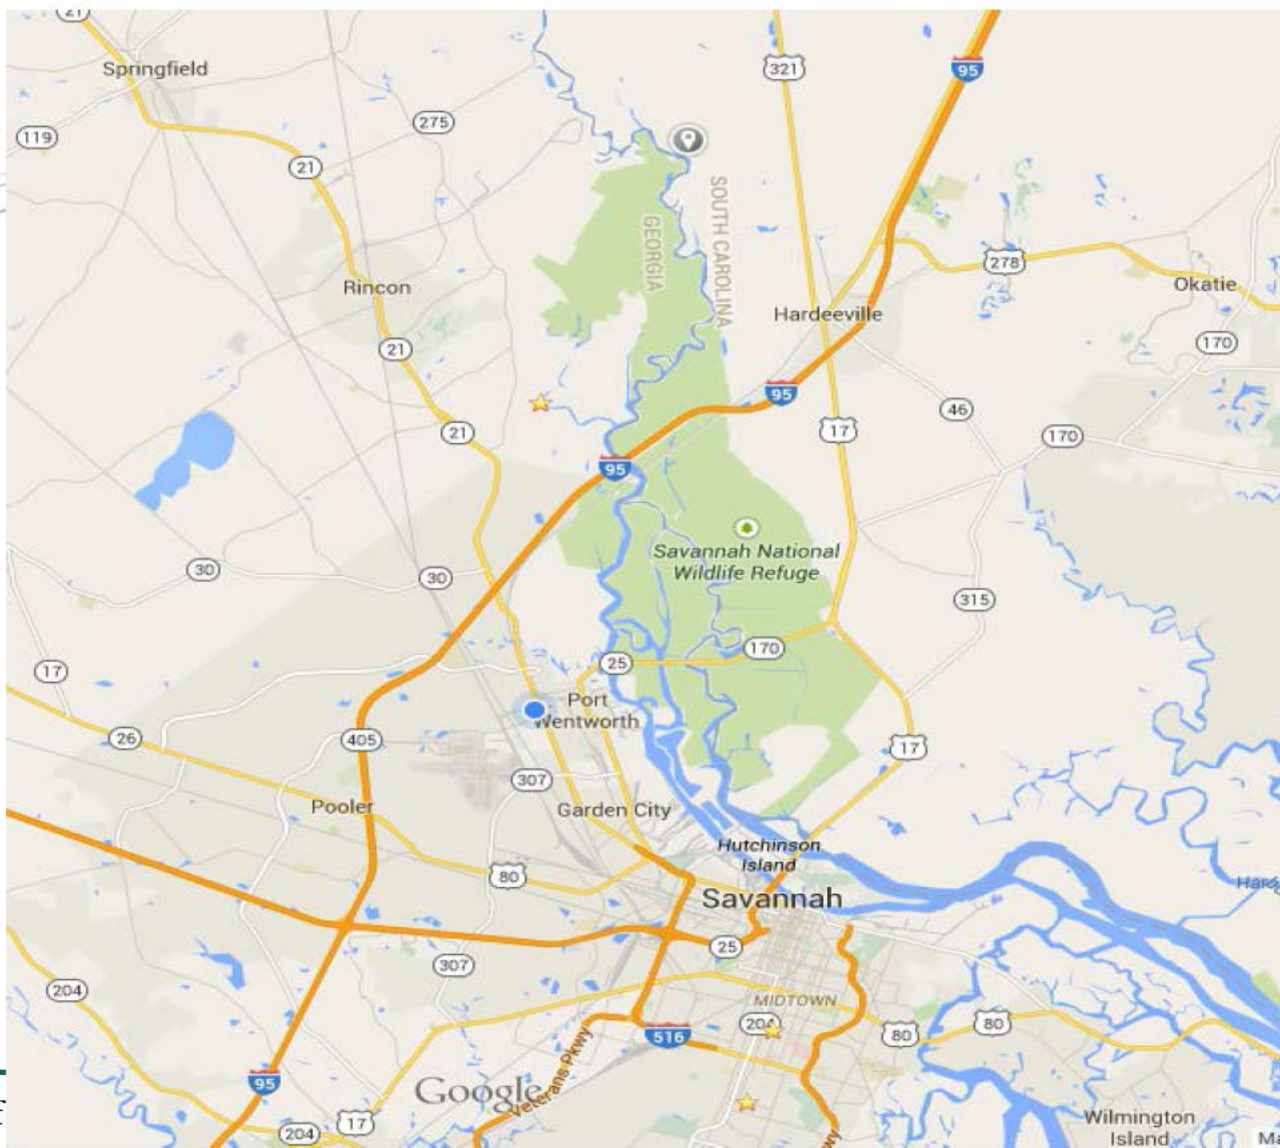 21
Springfield
321
95
119
275
21
SOUTH CAROLINA
GEORGIA
278
Rincon
Okatie
Hardeeville
21
170
95
46
21
17
170
95
Savannah National
Wildlife Refuge
30
30
315
170
25
17
Port
Wentworth
26
405
17
307
Pooler
Garden City
Hutchinson
Island
80
Savannah
25
307
204
MIDTOWN
204
80
80
516
Veterans Pkwy
95
Google
17
204
Wilmington
Island